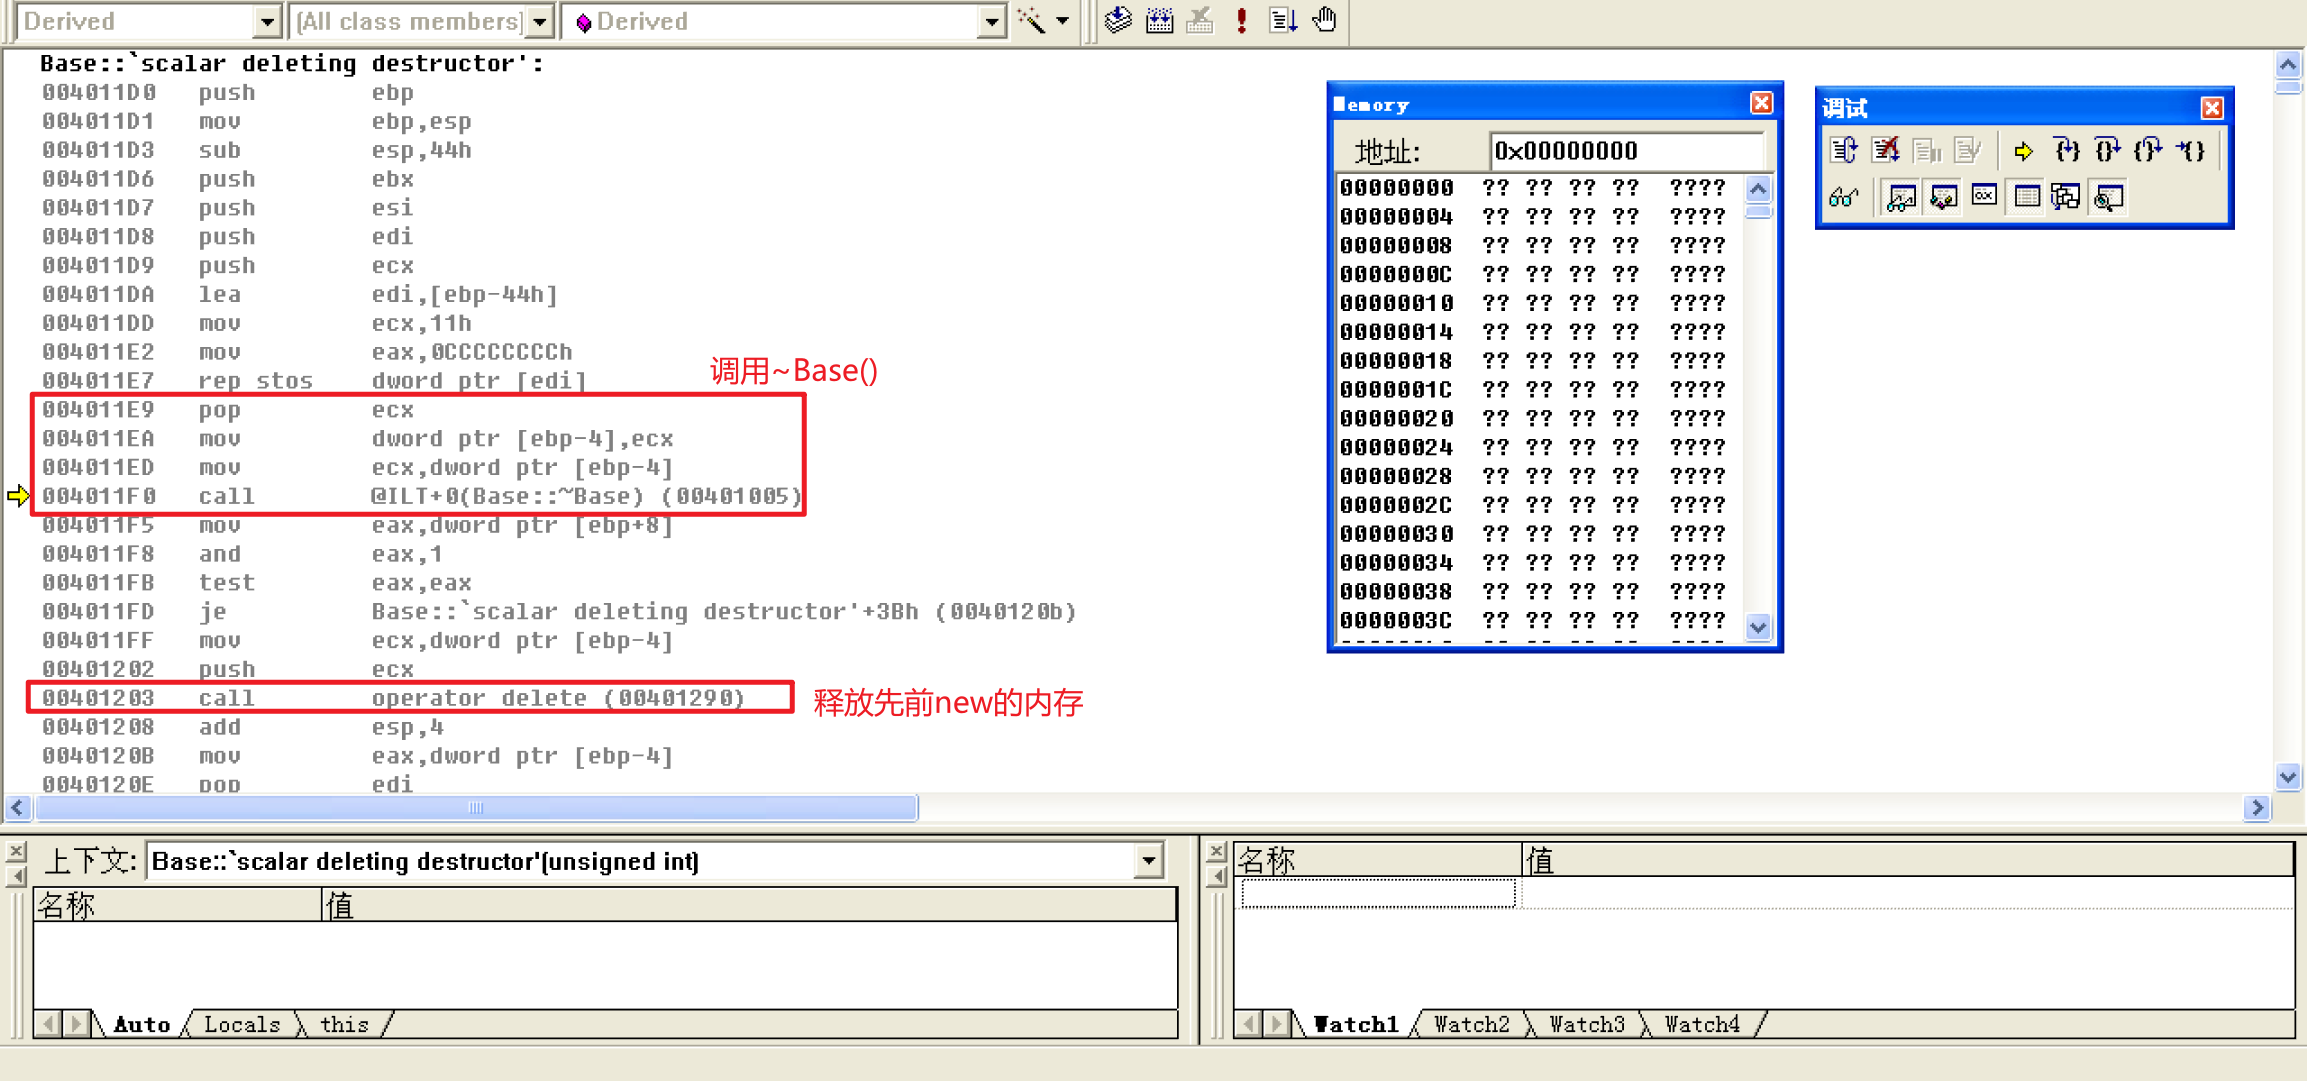 Derived [All class members] Derived
Base::`scalar deleting destructor':
004011D0 push ebp
004011D1 mov ebp,esp
004011D3 sub esp,44h
004011D6 push ebx
004011D7 push esi
004011D8 push edi
004011D9 push ecx
004011DA lea edi,[ebp-44h]
004011DD mov ecx,11h
004011E2 mov eax,0CCCCCCCCh
004011E7 rep stos dword ptr [edi]
调用~Base()
004011E9 pop ecx
004011EA mov dword ptr [ebp-4],ecx
004011ED mov ecx,dword ptr [ebp-4]
004011F0 call @ILT+0(Base::~Base) (00401005)
004011F5 mov eax,dword ptr [ebp+8]
004011F8 and eax,1
004011FB test eax,eax
004011FD je Base::`scalar deleting destructor'+3Bh (0040120b)
004011FF mov ecx,dword ptr [ebp-4]
00401202 push ecx
00401203 call operator delete (00401290)
释放先前new的内存
00401208 add esp,4
0040120B mov eax,dword ptr [ebp-4]
0040120E pop edi
Memory
地址: 0x00000000
00000000 ?? ?? ?? ?? ????
00000004 ?? ?? ?? ?? ????
00000008 ?? ?? ?? ?? ????
0000000C ?? ?? ?? ?? ????
00000010 ?? ?? ?? ?? ????
00000014 ?? ?? ?? ?? ????
00000018 ?? ?? ?? ?? ????
0000001C ?? ?? ?? ?? ????
00000020 ?? ?? ?? ?? ????
00000024 ?? ?? ?? ?? ????
00000028 ?? ?? ?? ?? ????
0000002C ?? ?? ?? ?? ????
00000030 ?? ?? ?? ?? ????
00000034 ?? ?? ?? ?? ????
00000038 ?? ?? ?? ?? ????
0000003C ?? ?? ?? ?? ????
调试
上下文: Base::`scalar deleting destructor'(unsigned int)
名称 值
Auto Locals this
名称 值
Watch1 Watch2 Watch3 Watch4